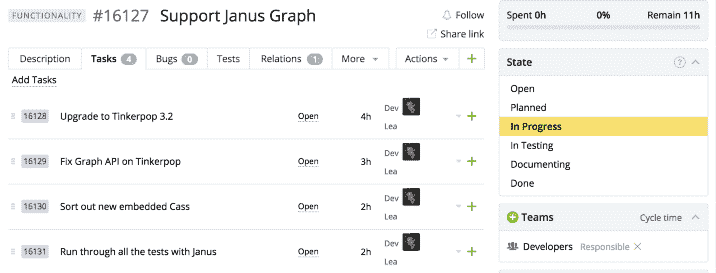 FUNCTIONALITY #16127 Support Janus Graph
Follow
Share link
Description Tasks 4 Bugs 0 Tests Relations 1 More Actions +
Add Tasks
16128 Upgrade to Tinkerpop 3.2 Open 4h Dev
Lea
16129 Fix Graph API on Tinkerpop Open 3h Dev
Lea
16130 Sort out new embedded Cass Open 2h Dev
Lea
16131 Run through all the tests with Janus Open 2h Dev
Lea
Spent 0h 0% Remain 11h
State ?
Open
Planned
In Progress
In Testing
Documenting
Done
Teams Cycle time
Developers Responsible